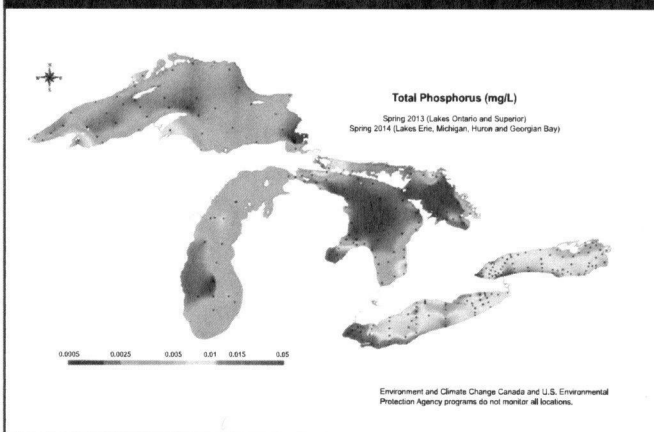 Total Phosphorus (mg/L)
Spring 2013 (Lakes Ontario and Superior)
Spring 2014 (Lakes Erie, Michigan, Huron and Georgian Bay)
0.0005 0.0025 0.005 0.01 0.015 0.05
Environment and Climate Change Canada and U.S. Environmental
Protection Agency programs do not monitor all locations.